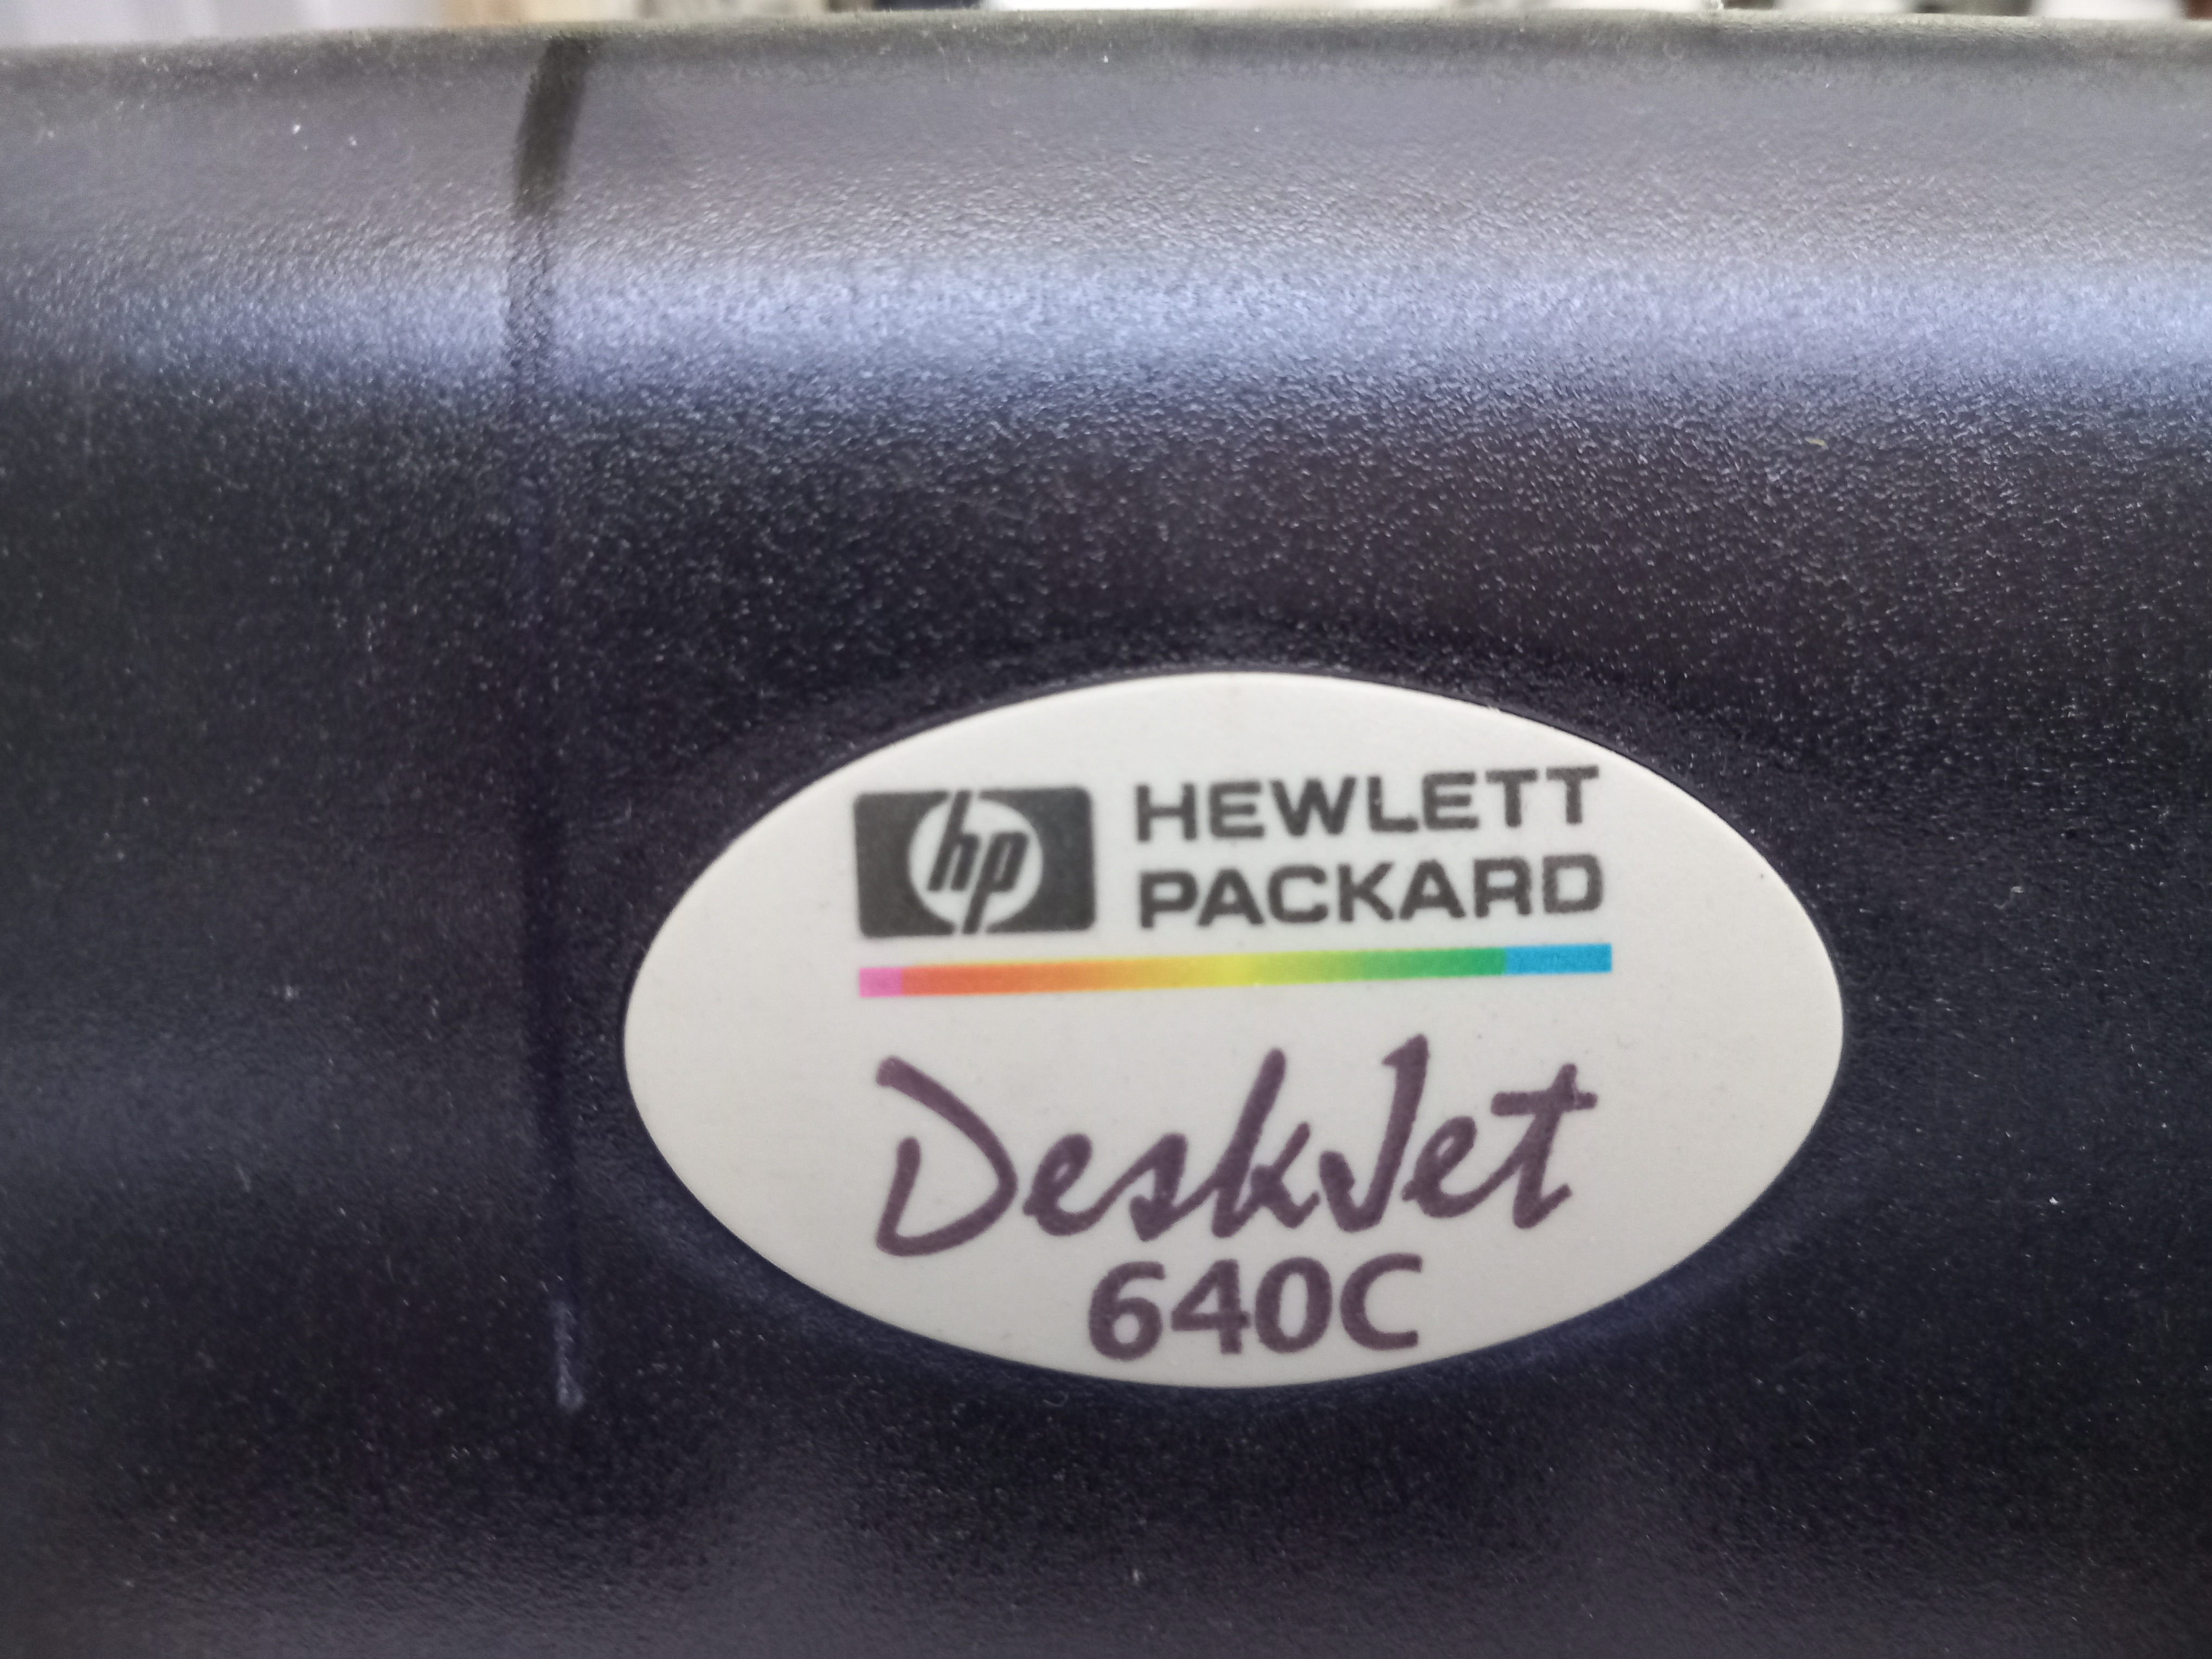 hp
HEWLETT
PACKARD
DeskJet
640C